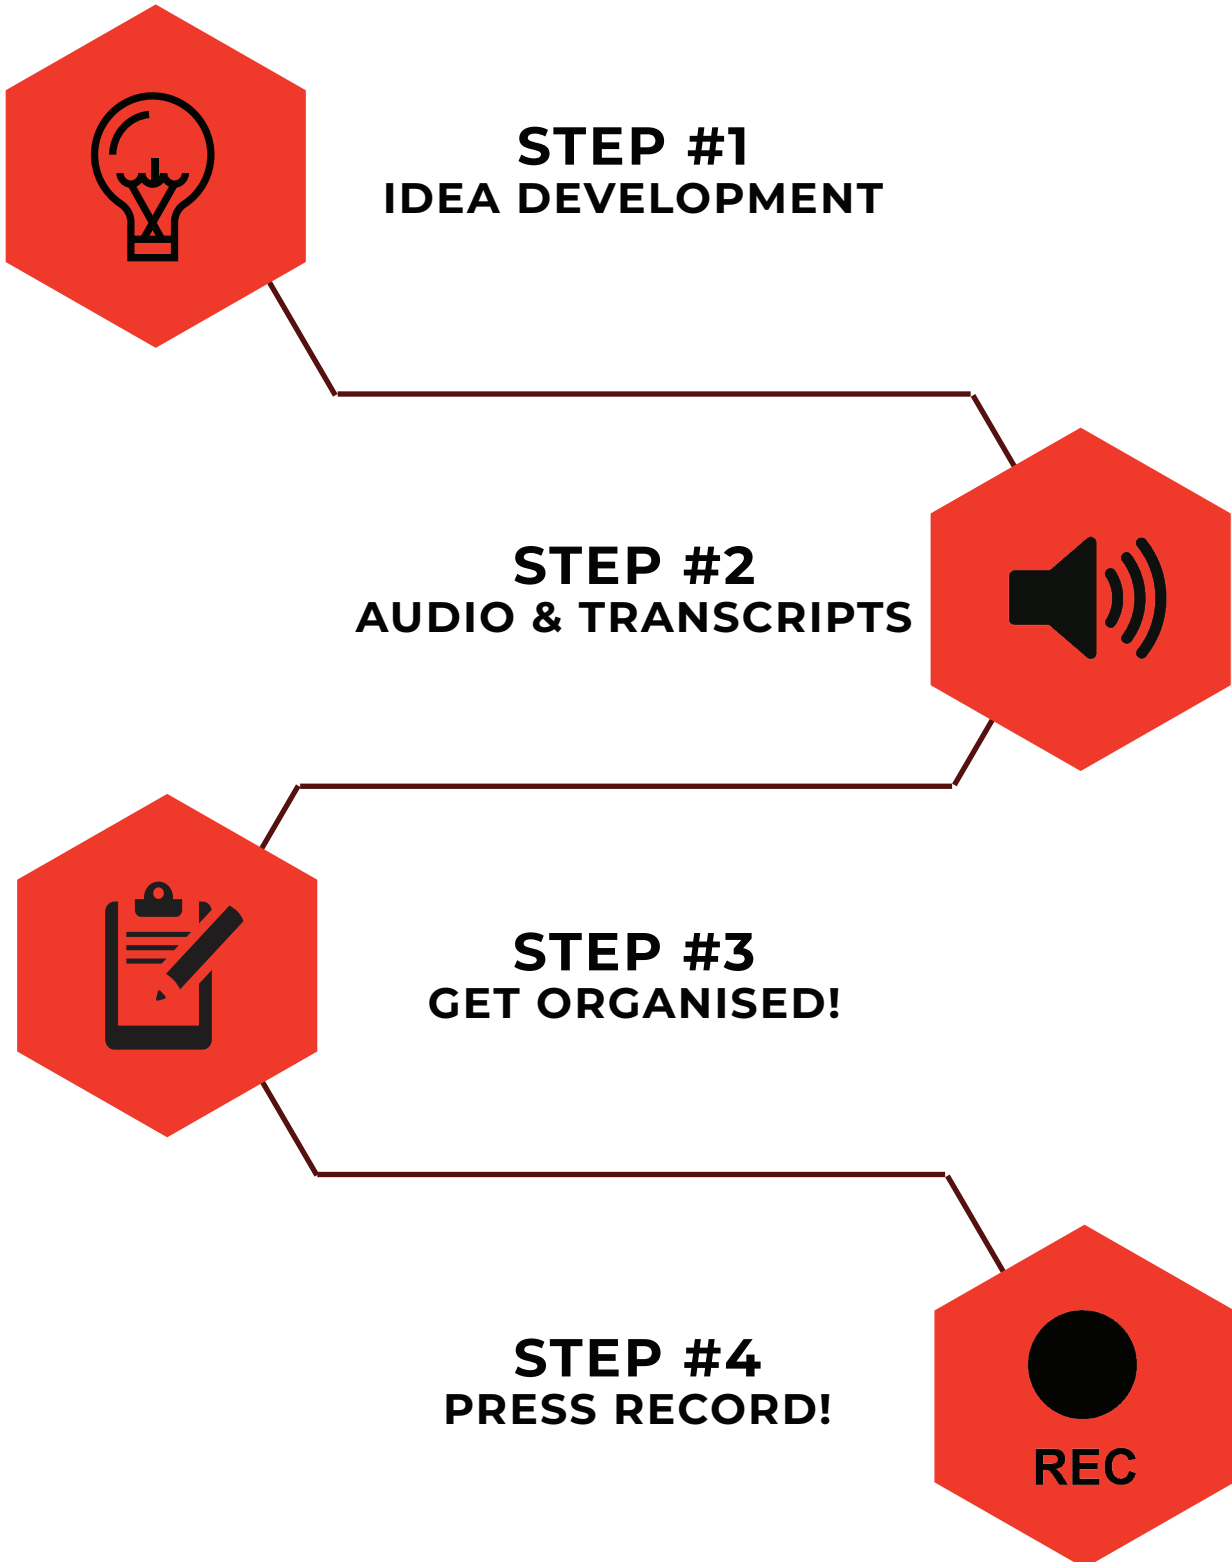 STEP #1
IDEA DEVELOPMENT
STEP #2
AUDIO & TRANSCRIPTS
STEP #3
GET ORGANISED!
STEP #4
PRESS RECORD!
REC